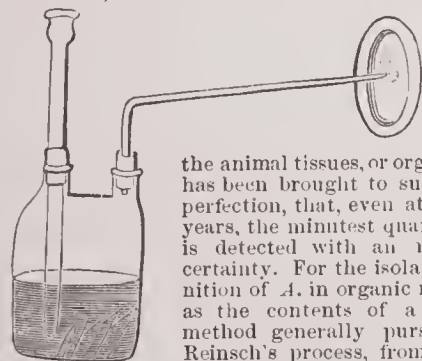 the animal tissues, or org
has been brought to su
perfection, that, even at
years, the minutest qua
is detected with an
certainty. For the isola
nition of A. in organic
as the contents of a
method generally purs
Reinsch's process, from